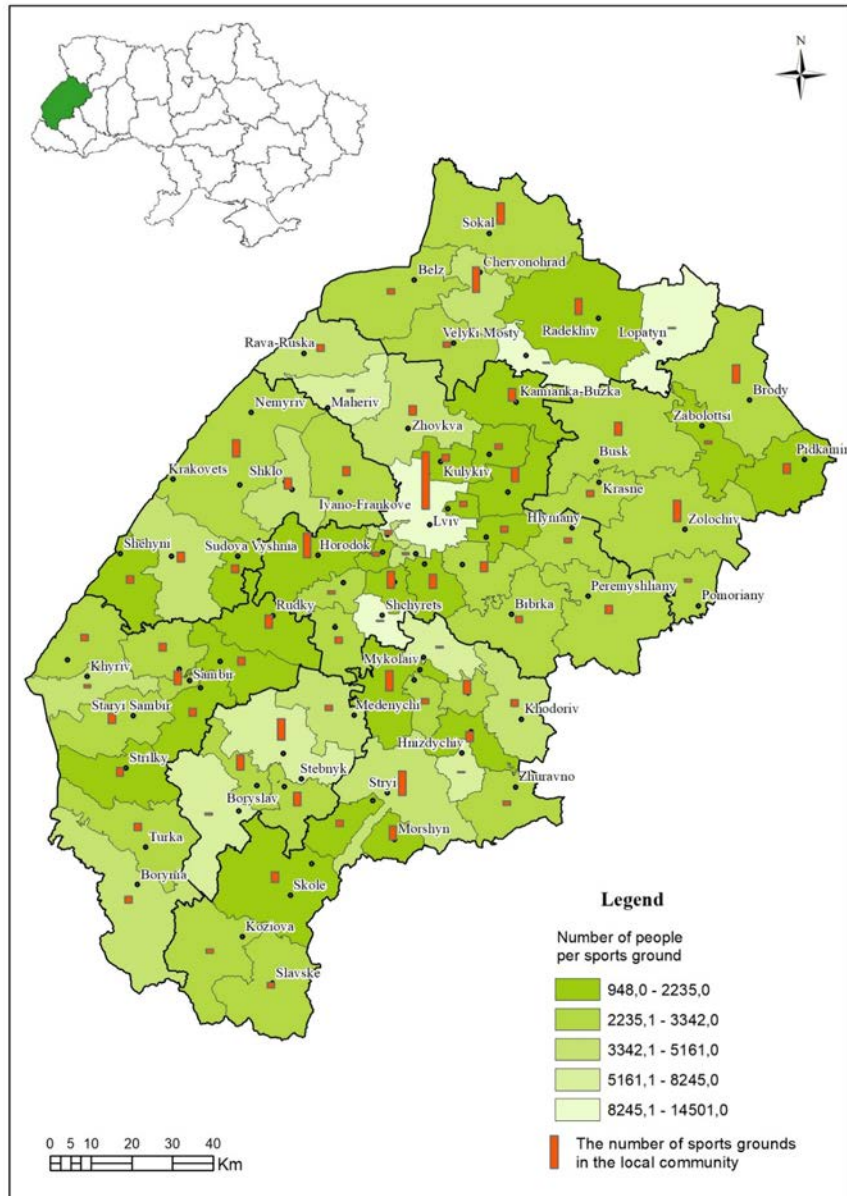 N
Sokal
Chervonohrad
Belz
Radekhiv
Lopatyn
Velyki Mosty
Rava-Ruska
Brody
Nemyriv
Maheriv
Kamianka-Buzka
Zabolottsi
Zhovkva
Busk
Pidkamin
Krakovets
Shklo
Kulykiv
Krasne
Ivano-Frankove
Lviv
Hlyniany
Zolochiv
Shehyni
Sudova Vyshnia
Horodok
Rudky
Shchyrets
Bibrka
Peremyshliany
Pomoriany
Khyriv
Sambir
Mykolaiv
Staryi Sambir
Medenychi
Khodoriv
Strilky
Hnizdychiv
Stebnyk
Stryi
Zhuravno
Boryslav
Turka
Morshyn
Borynia
Skole
Koziova
Slavske
Legend
Number of people
per sports ground
948,0 - 2235,0
2235,1 - 3342,0
3342,1 - 5161,0
5161,1 - 8245,0
8245,1 - 14501,0
The number of sports grounds
in the local community
0 5 10 20 30 40
Km